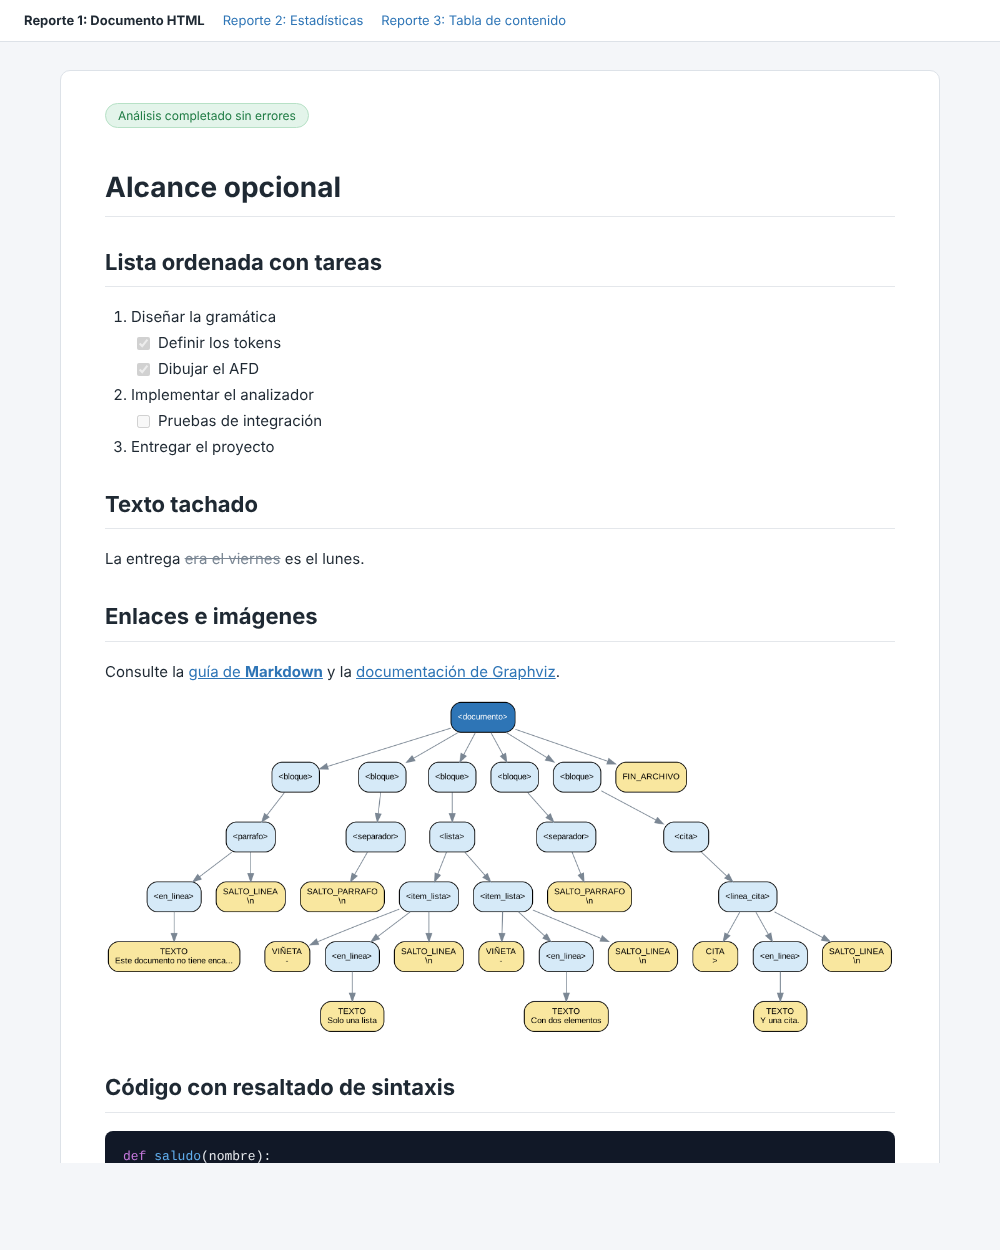 Reporte 1: Documento HTML Reporte 2: Estadísticas Reporte 3: Tabla de contenido
Análisis completado sin errores
Alcance opcional
Lista ordenada con tareas
1. Diseñar la gramática
Definir los tokens
Dibujar el AFD
2. Implementar el analizador
Pruebas de integración
3. Entregar el proyecto
Texto tachado
La entrega era el viernes es el lunes.
Enlaces e imágenes
Consulte la guía de Markdown y la documentación de Graphviz.
<documento>
<bloque> <bloque> <bloque> <bloque> <bloque> FIN_ARCHIVO
<parrafo> <separador> <lista> <separador> <cita>
<en_linea> SALTO_LINEA \n SALTO_PARRAFO \n <item_lista> <item_lista> SALTO_PARRAFO \n <linea_cita>
TEXTO Este documento no tiene enca... VIÑETA - <en_linea> SALTO_LINEA \n VIÑETA - <en_linea> SALTO_LINEA \n CITA > <en_linea> SALTO_LINEA \n
TEXTO Solo una lista TEXTO Con dos elementos TEXTO Y una cita.
Código con resaltado de sintaxis
def saludo(nombre):